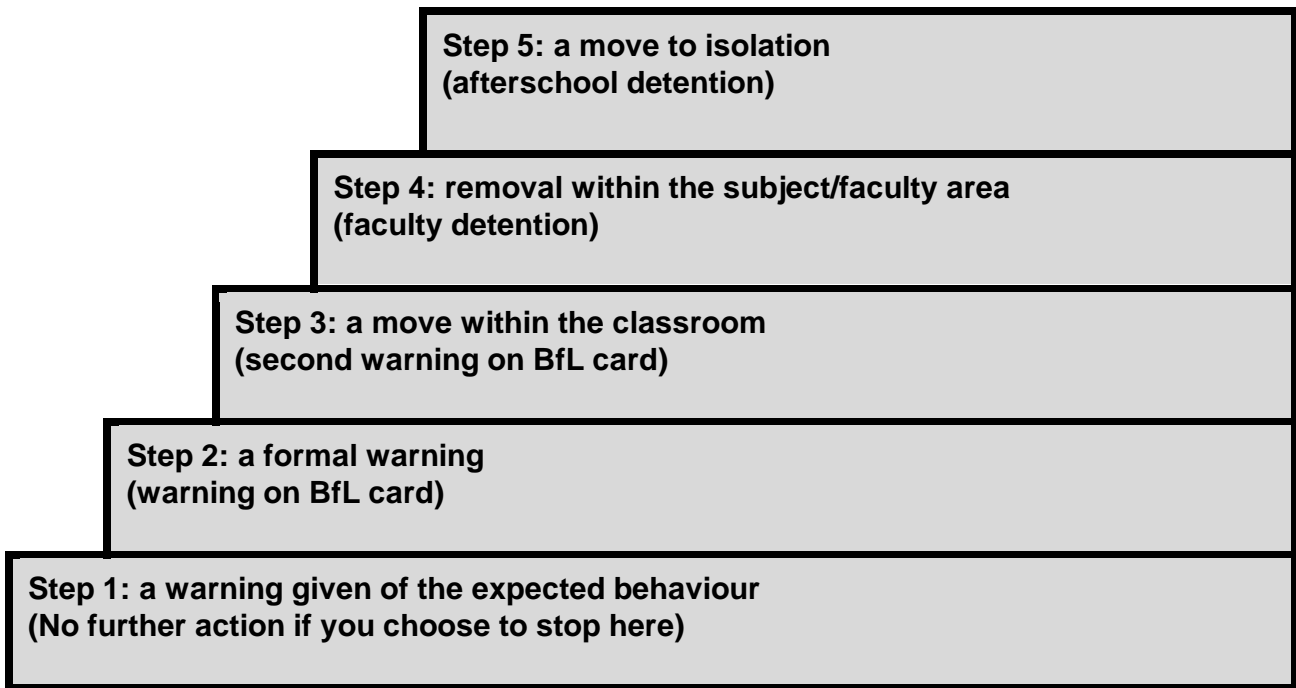 Step 5: a move to isolation
(afterschool detention)
Step 4: removal within the subject/faculty area
(faculty detention)
Step 3: a move within the classroom
(second warning on BfL card)
Step 2: a formal warning
(warning on BfL card)
Step 1: a warning given of the expected behaviour
(No further action if you choose to stop here)